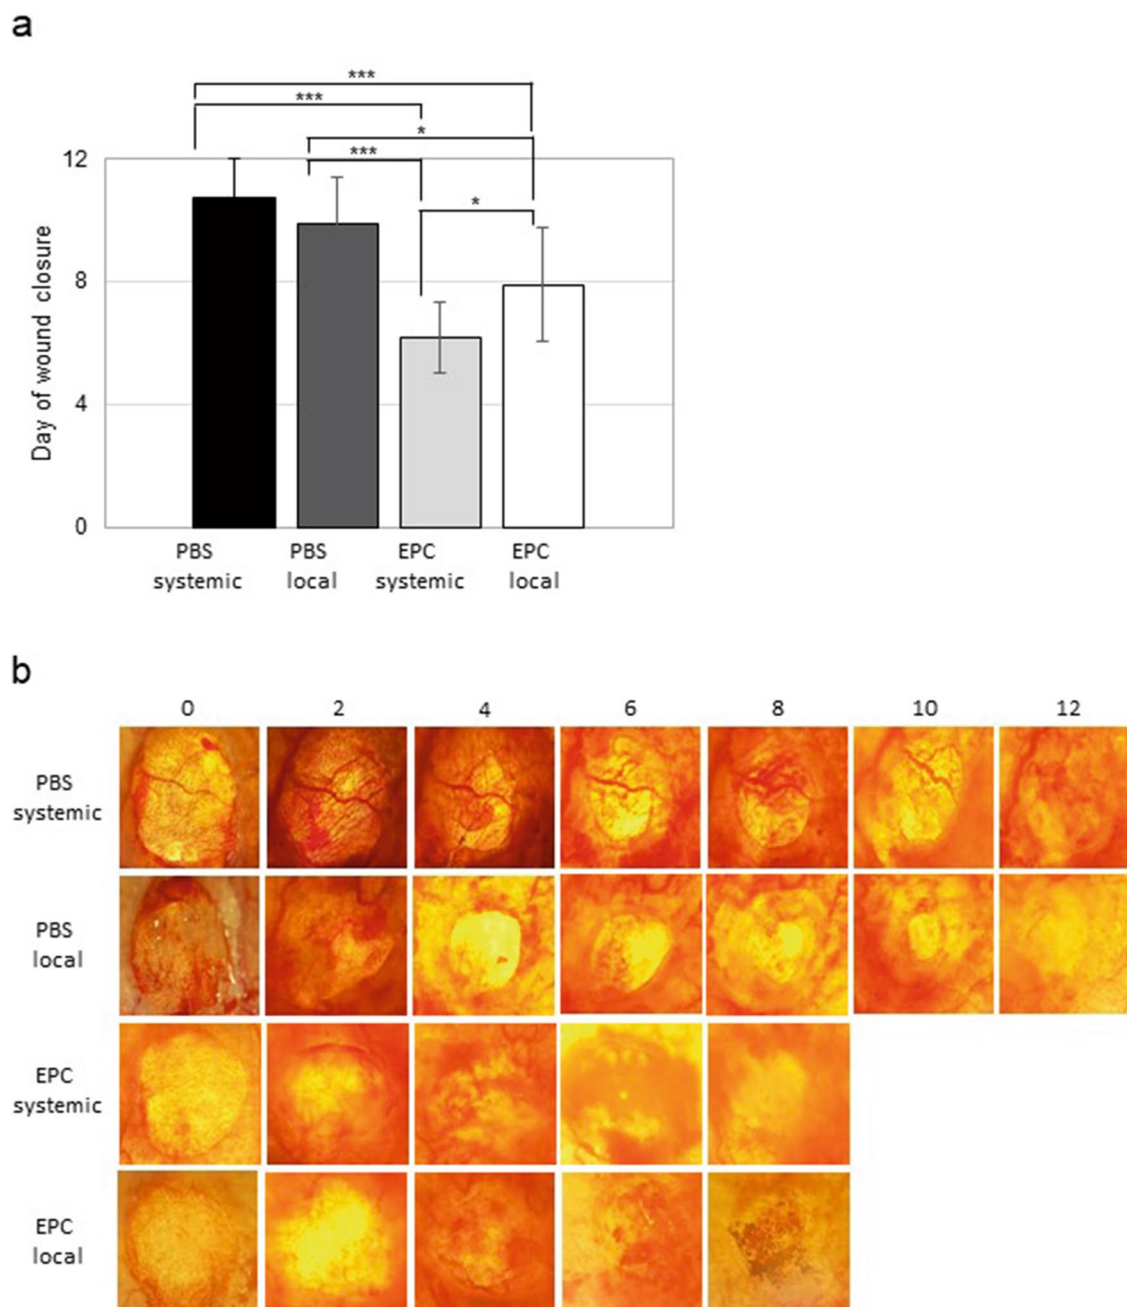 a
***
***
*
***
*
12
8
4
0
Day of wound closure
PBS
systemic
PBS
local
EPC
systemic
EPC
local
b
0 2 4 6 8 10 12
PBS
systemic
PBS
local
EPC
systemic
EPC
local